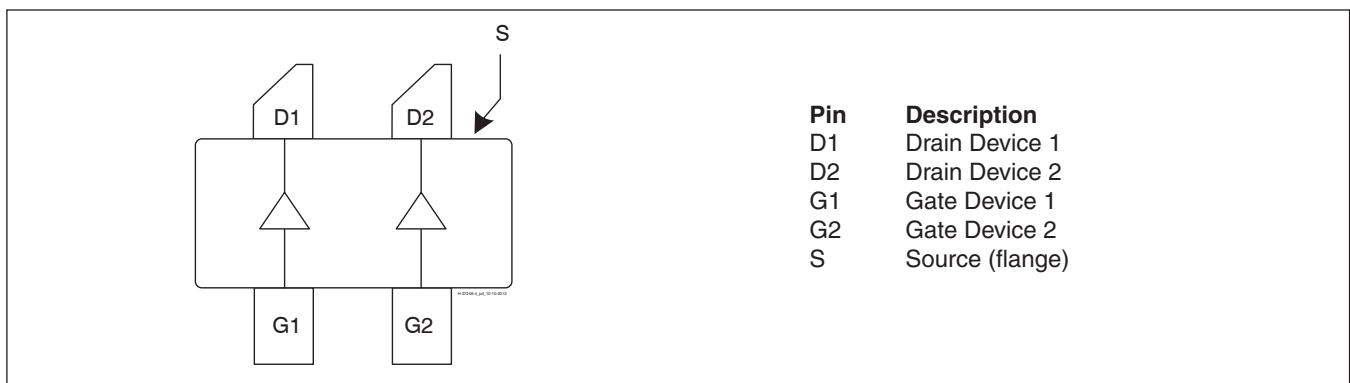 S
D1 D2
G1 G2
Pin Description
D1 Drain Device 1
D2 Drain Device 2
G1 Gate Device 1
G2 Gate Device 2
S Source (flange)